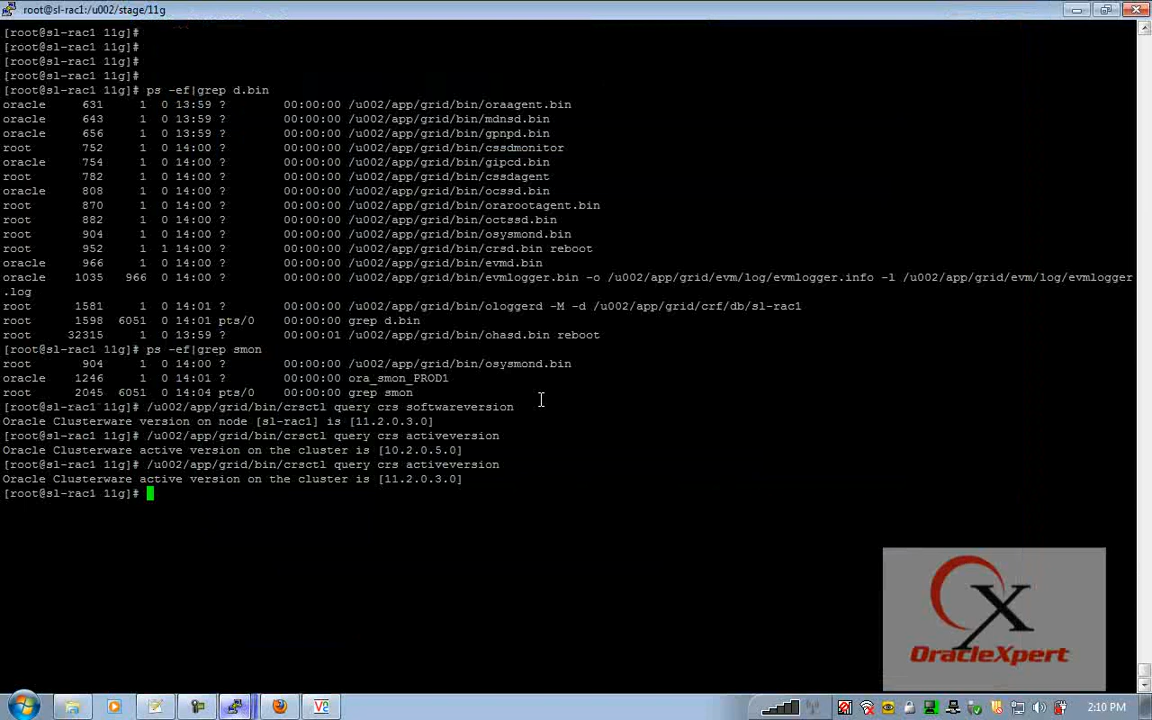 root@sl-rac1:/u002/stage/11g
[root@sl-rac1 11g]#
[root@sl-rac1 11g]#
[root@sl-rac1 11g]#
[root@sl-rac1 11g]#
[root@sl-rac1 11g]# ps -ef|grep d.bin
oracle     631     1  0 13:59 ?        00:00:00 /u002/app/grid/bin/oraagent.bin
oracle     643     1  0 13:59 ?        00:00:00 /u002/app/grid/bin/mdnsd.bin
oracle     656     1  0 13:59 ?        00:00:00 /u002/app/grid/bin/gpnpd.bin
root       752     1  0 14:00 ?        00:00:00 /u002/app/grid/bin/cssdmonitor
oracle     754     1  0 14:00 ?        00:00:00 /u002/app/grid/bin/gipcd.bin
root       782     1  0 14:00 ?        00:00:00 /u002/app/grid/bin/cssdagent
oracle     808     1  0 14:00 ?        00:00:00 /u002/app/grid/bin/ocssd.bin
root       870     1  0 14:00 ?        00:00:00 /u002/app/grid/bin/orarootagent.bin
root       882     1  0 14:00 ?        00:00:00 /u002/app/grid/bin/octssd.bin
root       904     1  0 14:00 ?        00:00:00 /u002/app/grid/bin/osysmond.bin
root       952     1  1 14:00 ?        00:00:00 /u002/app/grid/bin/crsd.bin reboot
oracle     966     1  0 14:00 ?        00:00:00 /u002/app/grid/bin/evmd.bin
oracle    1035   966  0 14:00 ?        00:00:00 /u002/app/grid/bin/evmlogger.bin -o /u002/app/grid/evm/log/evmlogger.info -l /u002/app/grid/evm/log/evmlogger
.log
root      1581     1  0 14:01 ?        00:00:00 /u002/app/grid/bin/ologgerd -M -d /u002/app/grid/crf/db/sl-rac1
root      1598  6051  0 14:01 pts/0    00:00:00 grep d.bin
root     32315     1  0 13:59 ?        00:00:01 /u002/app/grid/bin/ohasd.bin reboot
[root@sl-rac1 11g]# ps -ef|grep smon
root       904     1  0 14:00 ?        00:00:00 /u002/app/grid/bin/osysmond.bin
oracle    1246     1  0 14:01 ?        00:00:00 ora_smon_PROD1
root      2045  6051  0 14:04 pts/0    00:00:00 grep smon
[root@sl-rac1 11g]# /u002/app/grid/bin/crsctl query crs softwareversion
Oracle Clusterware version on node [sl-rac1] is [11.2.0.3.0]
[root@sl-rac1 11g]# /u002/app/grid/bin/crsctl query crs activeversion
Oracle Clusterware active version on the cluster is [10.2.0.5.0]
[root@sl-rac1 11g]# /u002/app/grid/bin/crsctl query crs activeversion
Oracle Clusterware active version on the cluster is [11.2.0.3.0]
[root@sl-rac1 11g]#
OracleXpert
2:10 PM